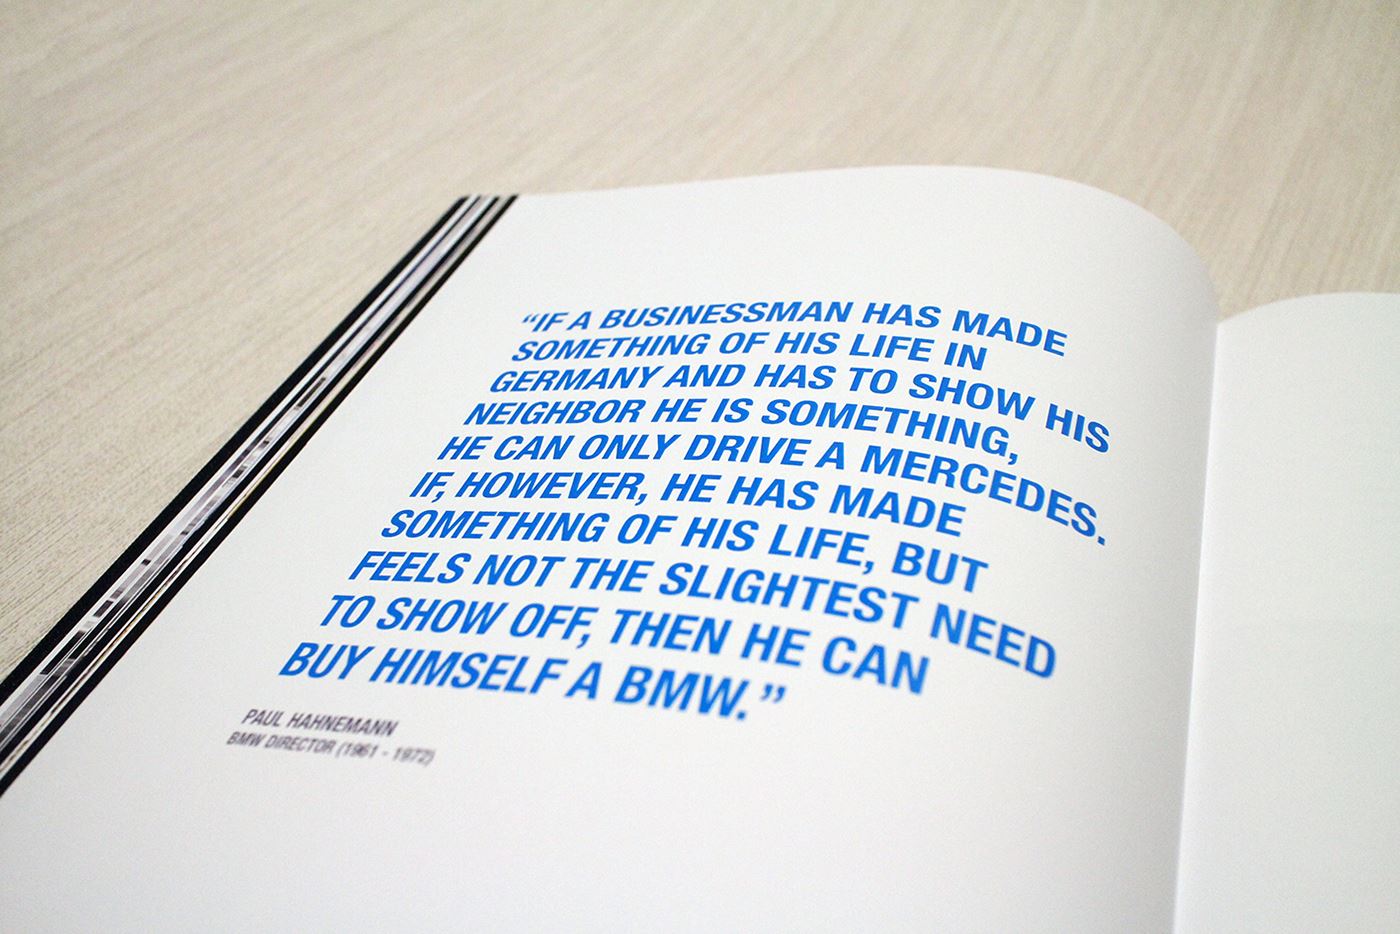 “IF A BUSINESSMAN HAS MADE
SOMETHING OF HIS LIFE IN
GERMANY AND HAS TO SHOW HIS
NEIGHBOR HE IS SOMETHING,
HE CAN ONLY DRIVE A MERCEDES.
IF, HOWEVER, HE HAS MADE
SOMETHING OF HIS LIFE, BUT
FEELS NOT THE SLIGHTEST NEED
TO SHOW OFF, THEN HE CAN
BUY HIMSELF A BMW.”
PAUL HAHNEMANN
BMW DIRECTOR (1961 - 1972)